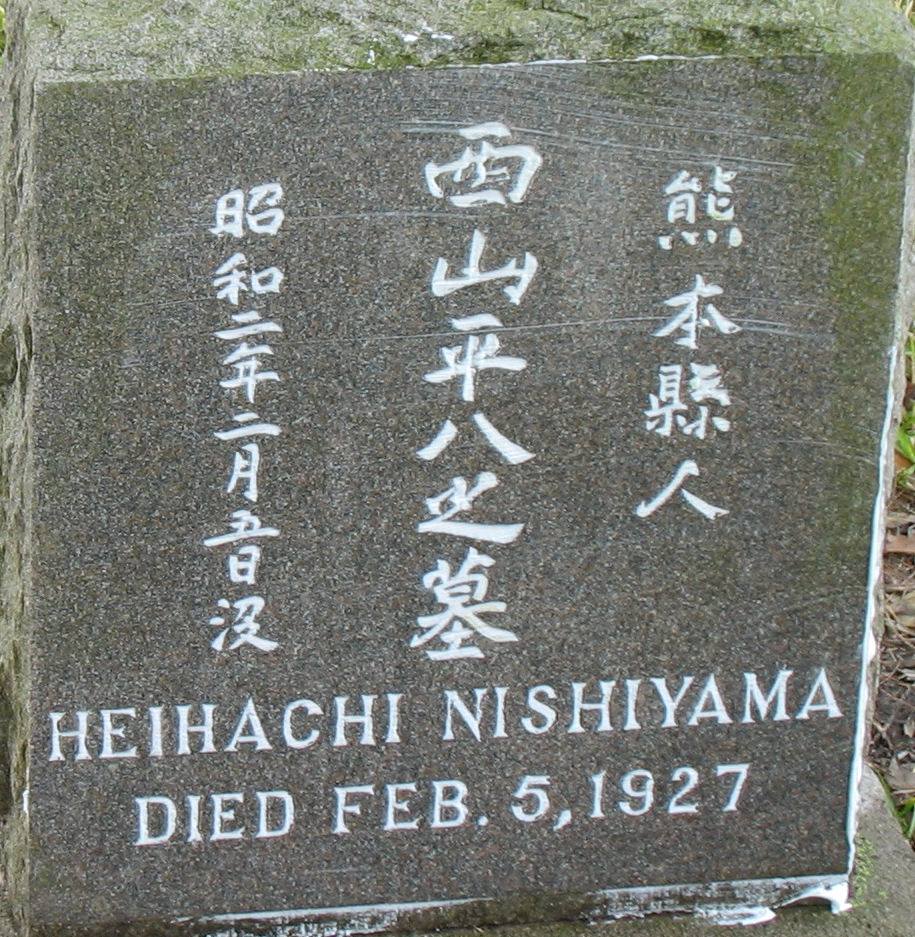 熊本縣人
西山平八之墓
昭和二年二月五日没
HEIHACHI NISHIYAMA
DIED FEB. 5, 1927